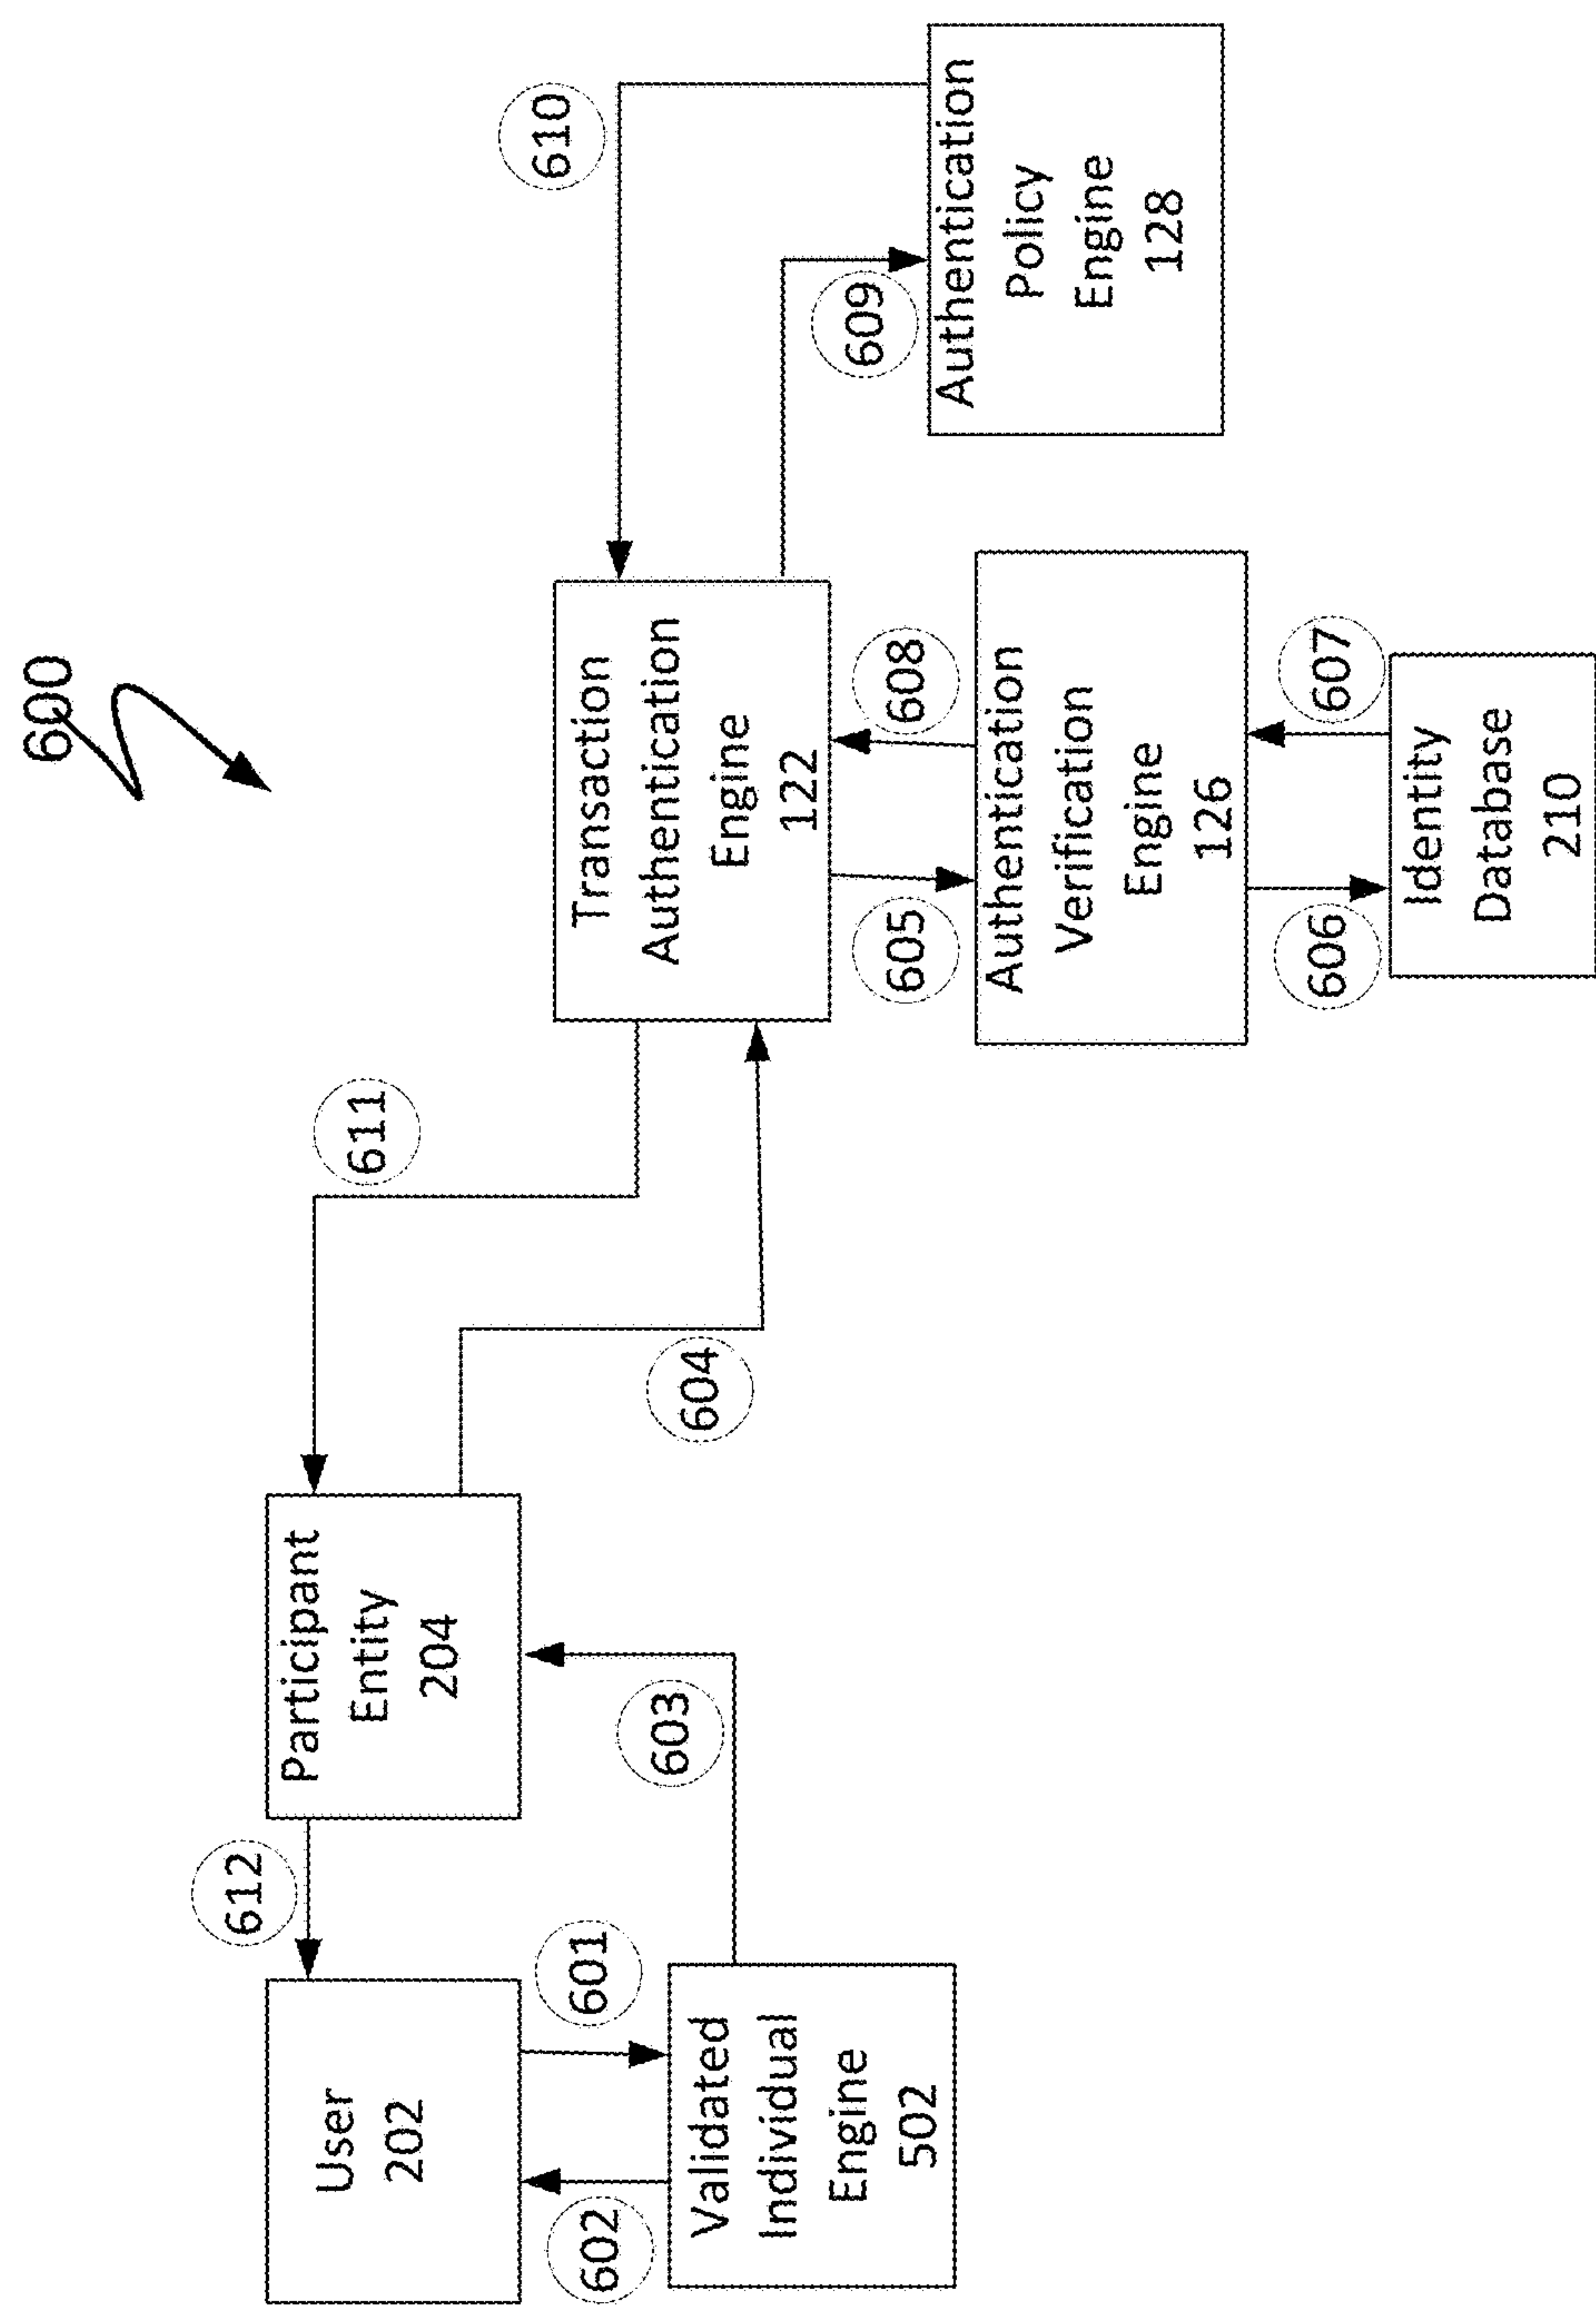 600
User
202
612
Participant
Entity
204
611
610
601
602
603
604
Validated
Individual
Engine
502
Transaction
Authentication
Engine
122
609
605
608
Authentication
Verification
Engine
126
Authentication
Policy
Engine
128
606
607
Identity
Database
210